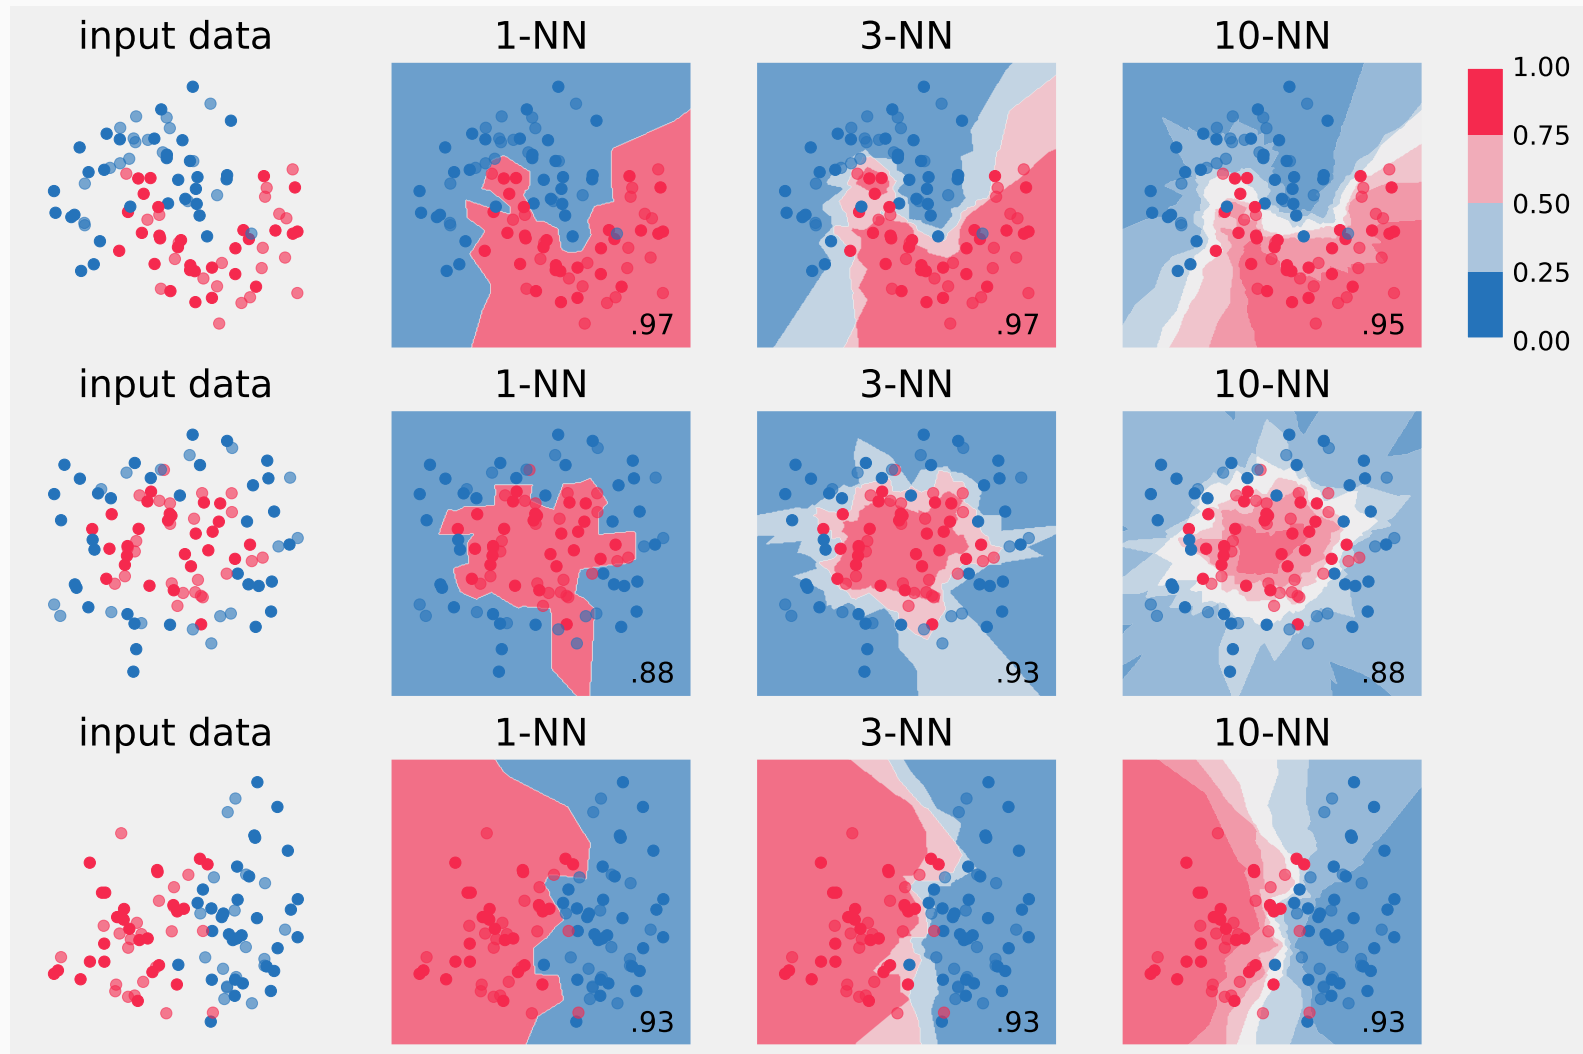 input data
1-NN
3-NN
10-NN
1.00
0.75
0.50
0.25
0.00
.97
.97
.95
input data
1-NN
3-NN
10-NN
.88
.93
.88
input data
1-NN
3-NN
10-NN
.93
.93
.93